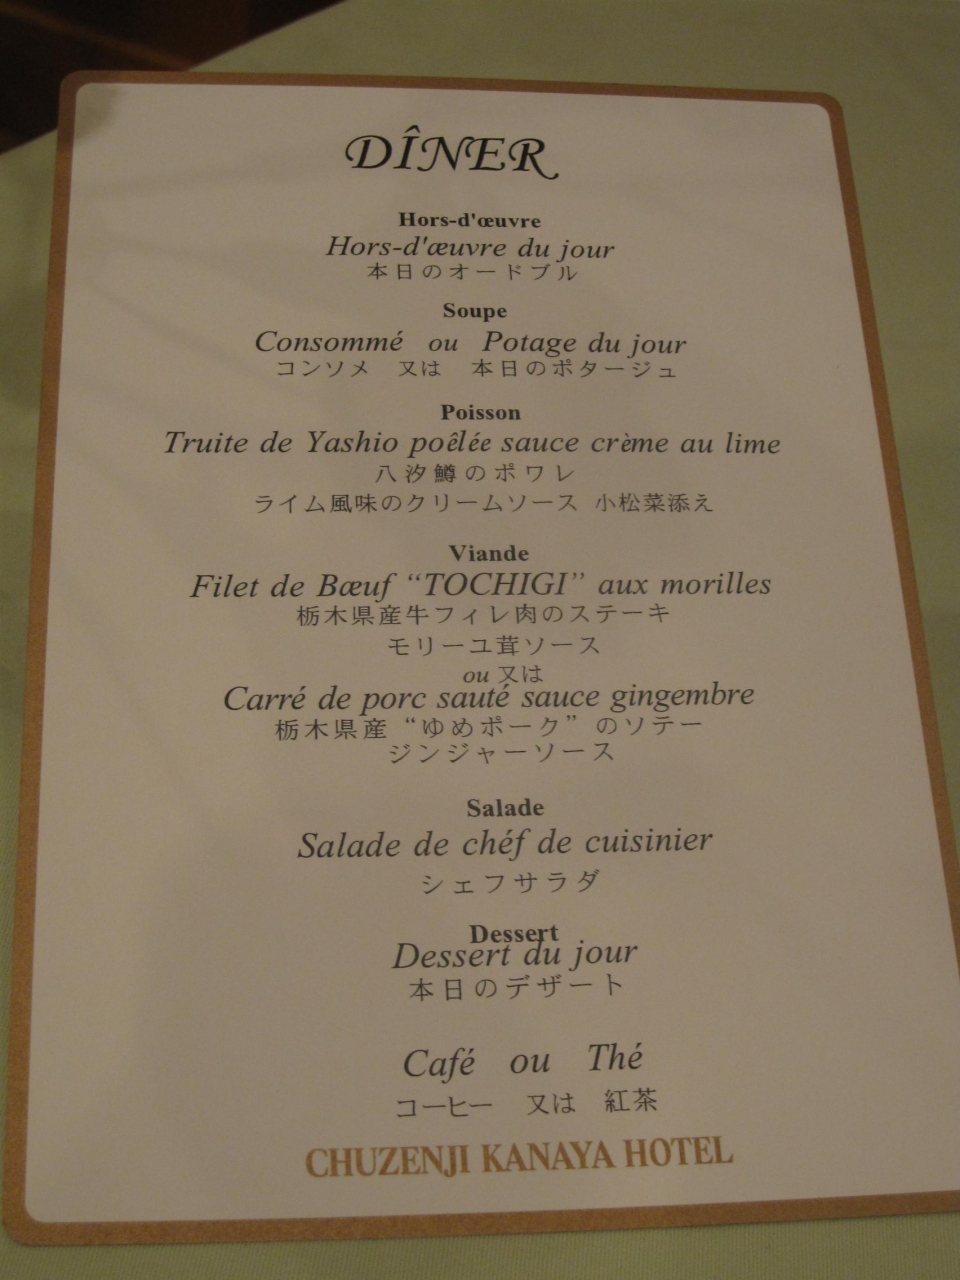 DÎNER
Hors-d'œuvre
Hors-d'œuvre du jour
本日のオードブル
Soupe
Consommé ou Potage du jour
コンソメ 又は 本日のポタージュ
Poisson
Truite de Yashio poêlée sauce crème au lime
八汐鱒のポワレ
ライム風味のクリームソース 小松菜添え
Viande
Filet de Bœuf “TOCHIGI” aux morilles
栃木県産牛フィレ肉のステーキ
モリーユ茸ソース
ou 又は
Carré de porc sauté sauce gingembre
栃木県産 “ゆめポーク” のソテー
ジンジャーソース
Salade
Salade de chéf de cuisinier
シェフサラダ
Dessert
Dessert du jour
本日のデザート
Café ou Thé
コーヒー 又は 紅茶
CHUZENJI KANAYA HOTEL